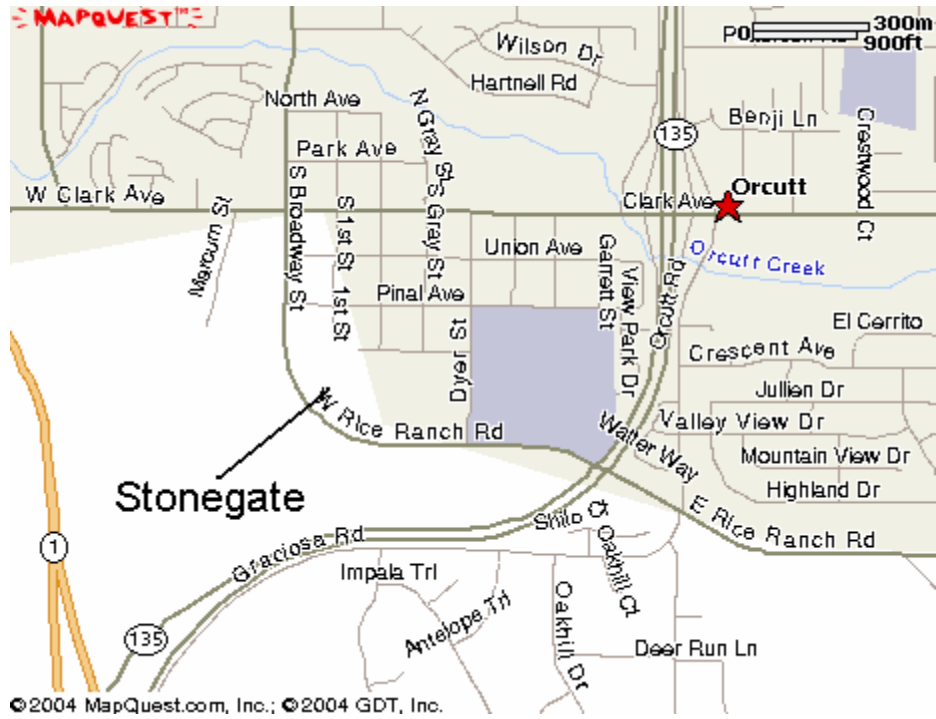 MAPQUEST
300m
900ft
Wilson Dr
Hartnell Rd
135
Benji Ln
Crestwood Ct
North Ave
N Gray St
Park Ave
W Clark Ave
S Broadway St
S 1st St
S Gray St
Clark Ave
Orcutt
Marcum St
Union Ave
Garrett St
Orcutt Rd
Orcutt Creek
1st St
Pinal Ave
View Park Dr
El Cerrito
Dyer St
Crescent Ave
Jullien Dr
W Rice Ranch Rd
Walter Way
Valley View Dr
Mountain View Dr
Highland Dr
Stonegate
Shilo Ct
E Rice Ranch Rd
1
Graciosa Rd
Oakhill Ct
Impala Trl
Antelope Trl
Oakhill Dr
135
Deer Run Ln
©2004 MapQuest.com, Inc.; ©2004 GDT, Inc.